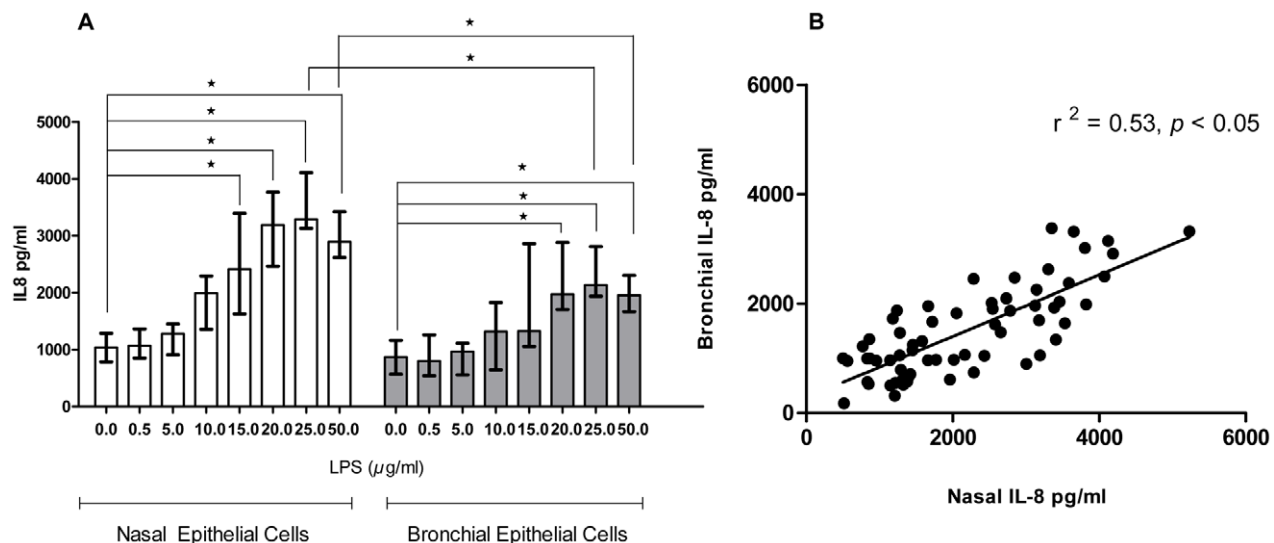 A
5000
4000
3000
2000
1000
0
IL8 pg/ml
0.0 0.5 5.0 10.0 15.0 20.0 25.0 50.0
0.0 0.5 5.0 10.0 15.0 20.0 25.0 50.0
LPS (µg/ml)
Nasal Epithelial Cells
Bronchial Epithelial Cells
B
r 2 = 0.53, p < 0.05
6000
4000
2000
0
Bronchial IL-8 pg/ml
0 2000 4000 6000
Nasal IL-8 pg/ml